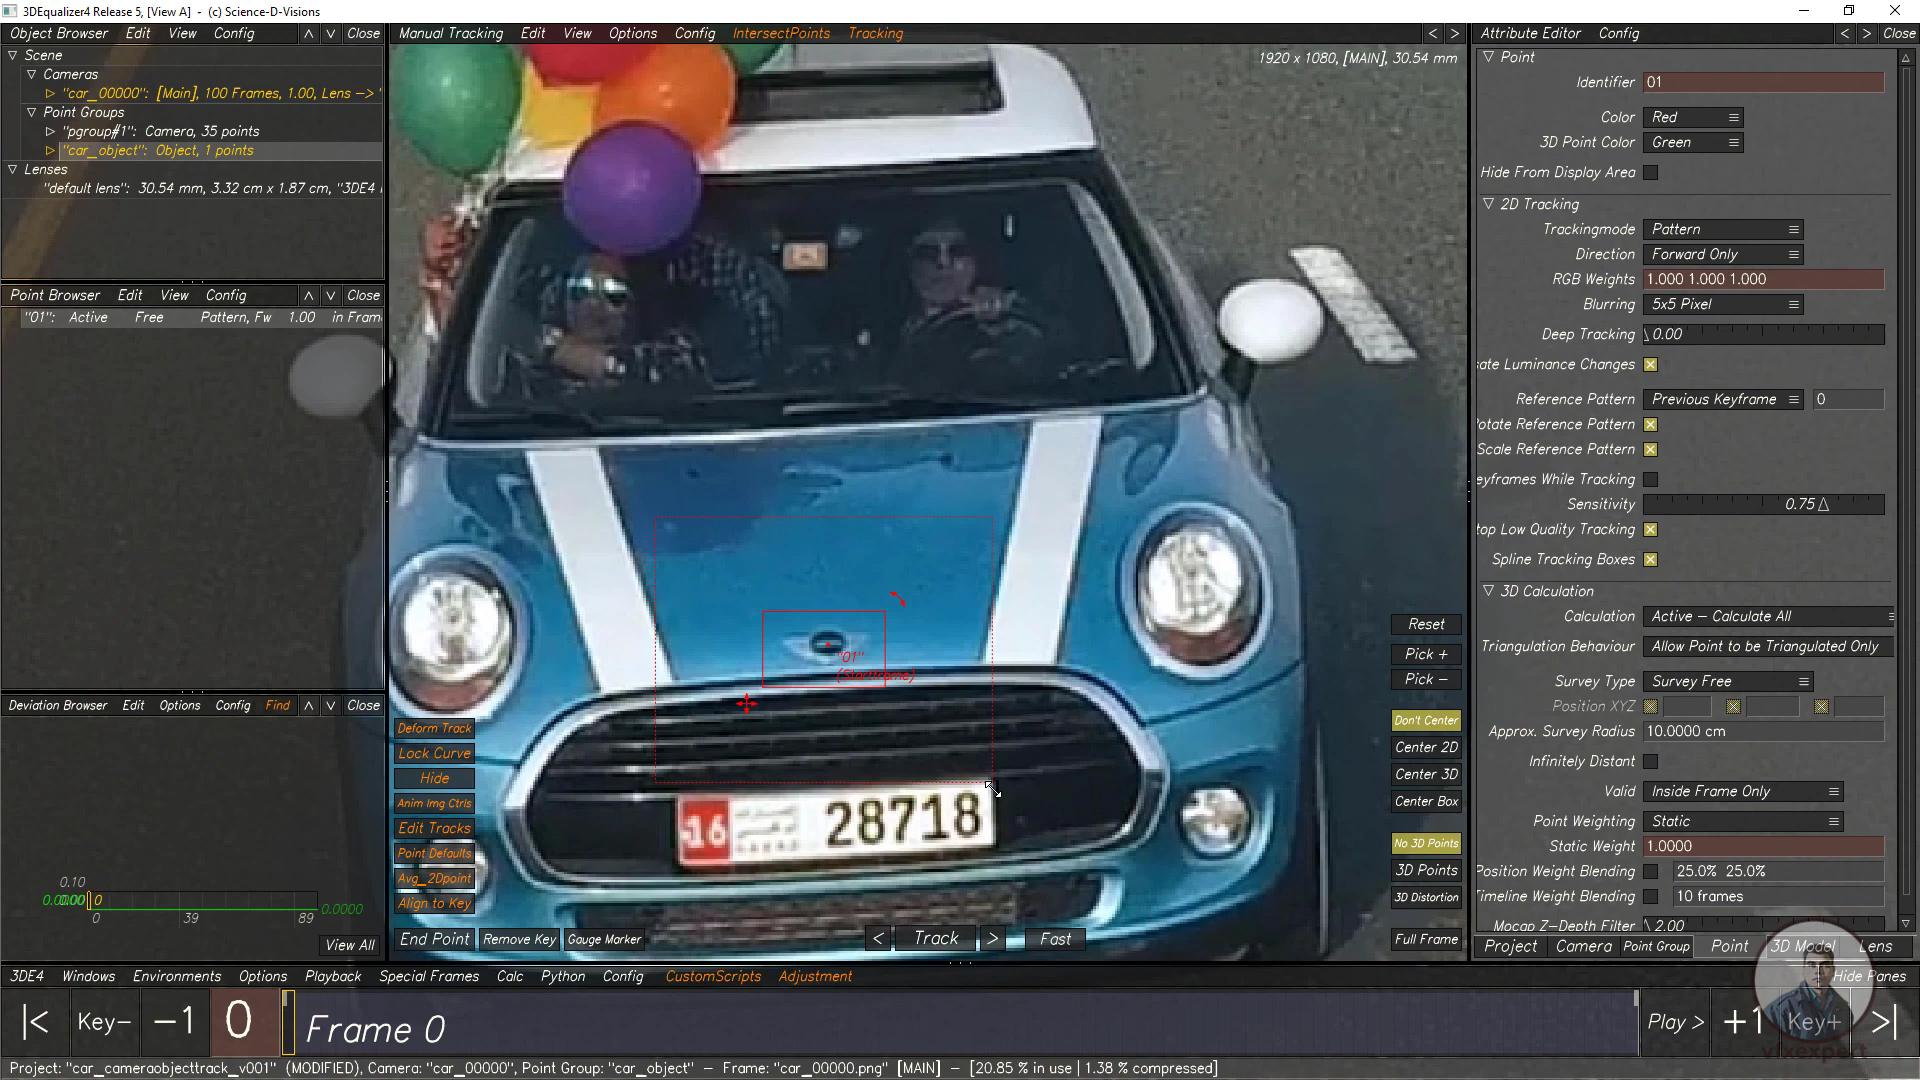 3DEqualizer4 Release 5, [View A] - (c) Science-D-Visions
Object Browser Edit View Config Close
Scene
Cameras
"car_00000": [Main], 100 Frames, 1.00, Lens -> "
Point Groups
"pgroup#1": Camera, 35 points
"car_object": Object, 1 points
Lenses
"default lens": 30.54 mm, 3.32 cm x 1.87 cm, "3DE4
Point Browser Edit View Config Close
"01": Active Free Pattern, Fw 1.00 in Fram
Deviation Browser Edit Options Config Find Close
0.10
0
0.0000
0 39 89
View All
Manual Tracking Edit View Options Config IntersectPoints Tracking < >
1920 x 1080, [MAIN], 30.54 mm
"01"
(Startframe)
16
28718
Deform Track
Lock Curve
Hide
Anim Img Ctrls
Edit Tracks
Point Defaults
Avg_2Dpoint
Align to Key
End Point Remove Key Gauge Marker < Track > Fast
Reset
Pick +
Pick -
Don't Center
Center 2D
Center 3D
Center Box
No 3D Points
3D Points
3D Distortion
Full Frame
Attribute Editor Config < > Close
Point
Identifier 01
Color Red
3D Point Color Green
Hide From Display Area
2D Tracking
Trackingmode Pattern
Direction Forward Only
RGB Weights 1.000 1.000 1.000
Blurring 5x5 Pixel
Deep Tracking 0.00
sate Luminance Changes
Reference Pattern Previous Keyframe 0
Rotate Reference Pattern
Scale Reference Pattern
eyframes While Tracking
Sensitivity 0.75
top Low Quality Tracking
Spline Tracking Boxes
3D Calculation
Calculation Active - Calculate All
Triangulation Behaviour Allow Point to be Triangulated Only
Survey Type Survey Free
Position XYZ
Approx. Survey Radius 10.0000 cm
Infinitely Distant
Valid Inside Frame Only
Point Weighting Static
Static Weight 1.0000
Position Weight Blending 25.0% 25.0%
Timeline Weight Blending 10 frames
Mocap Z-Depth Filter 2.00
Project Camera Point Group Point 3D Model Lens
3DE4 Windows Environments Options Playback Special Frames Calc Python Config CustomScripts Adjustment Hide Panes
|< Key- -1 0 Frame 0 Play > +1 Key+ >|
vfxexpert
Project: "car_cameraobjecttrack_v001" (MODIFIED), Camera: "car_00000", Point Group: "car_object" - Frame: "car_00000.png" [MAIN] - [20.85 % in use | 1.38 % compressed]